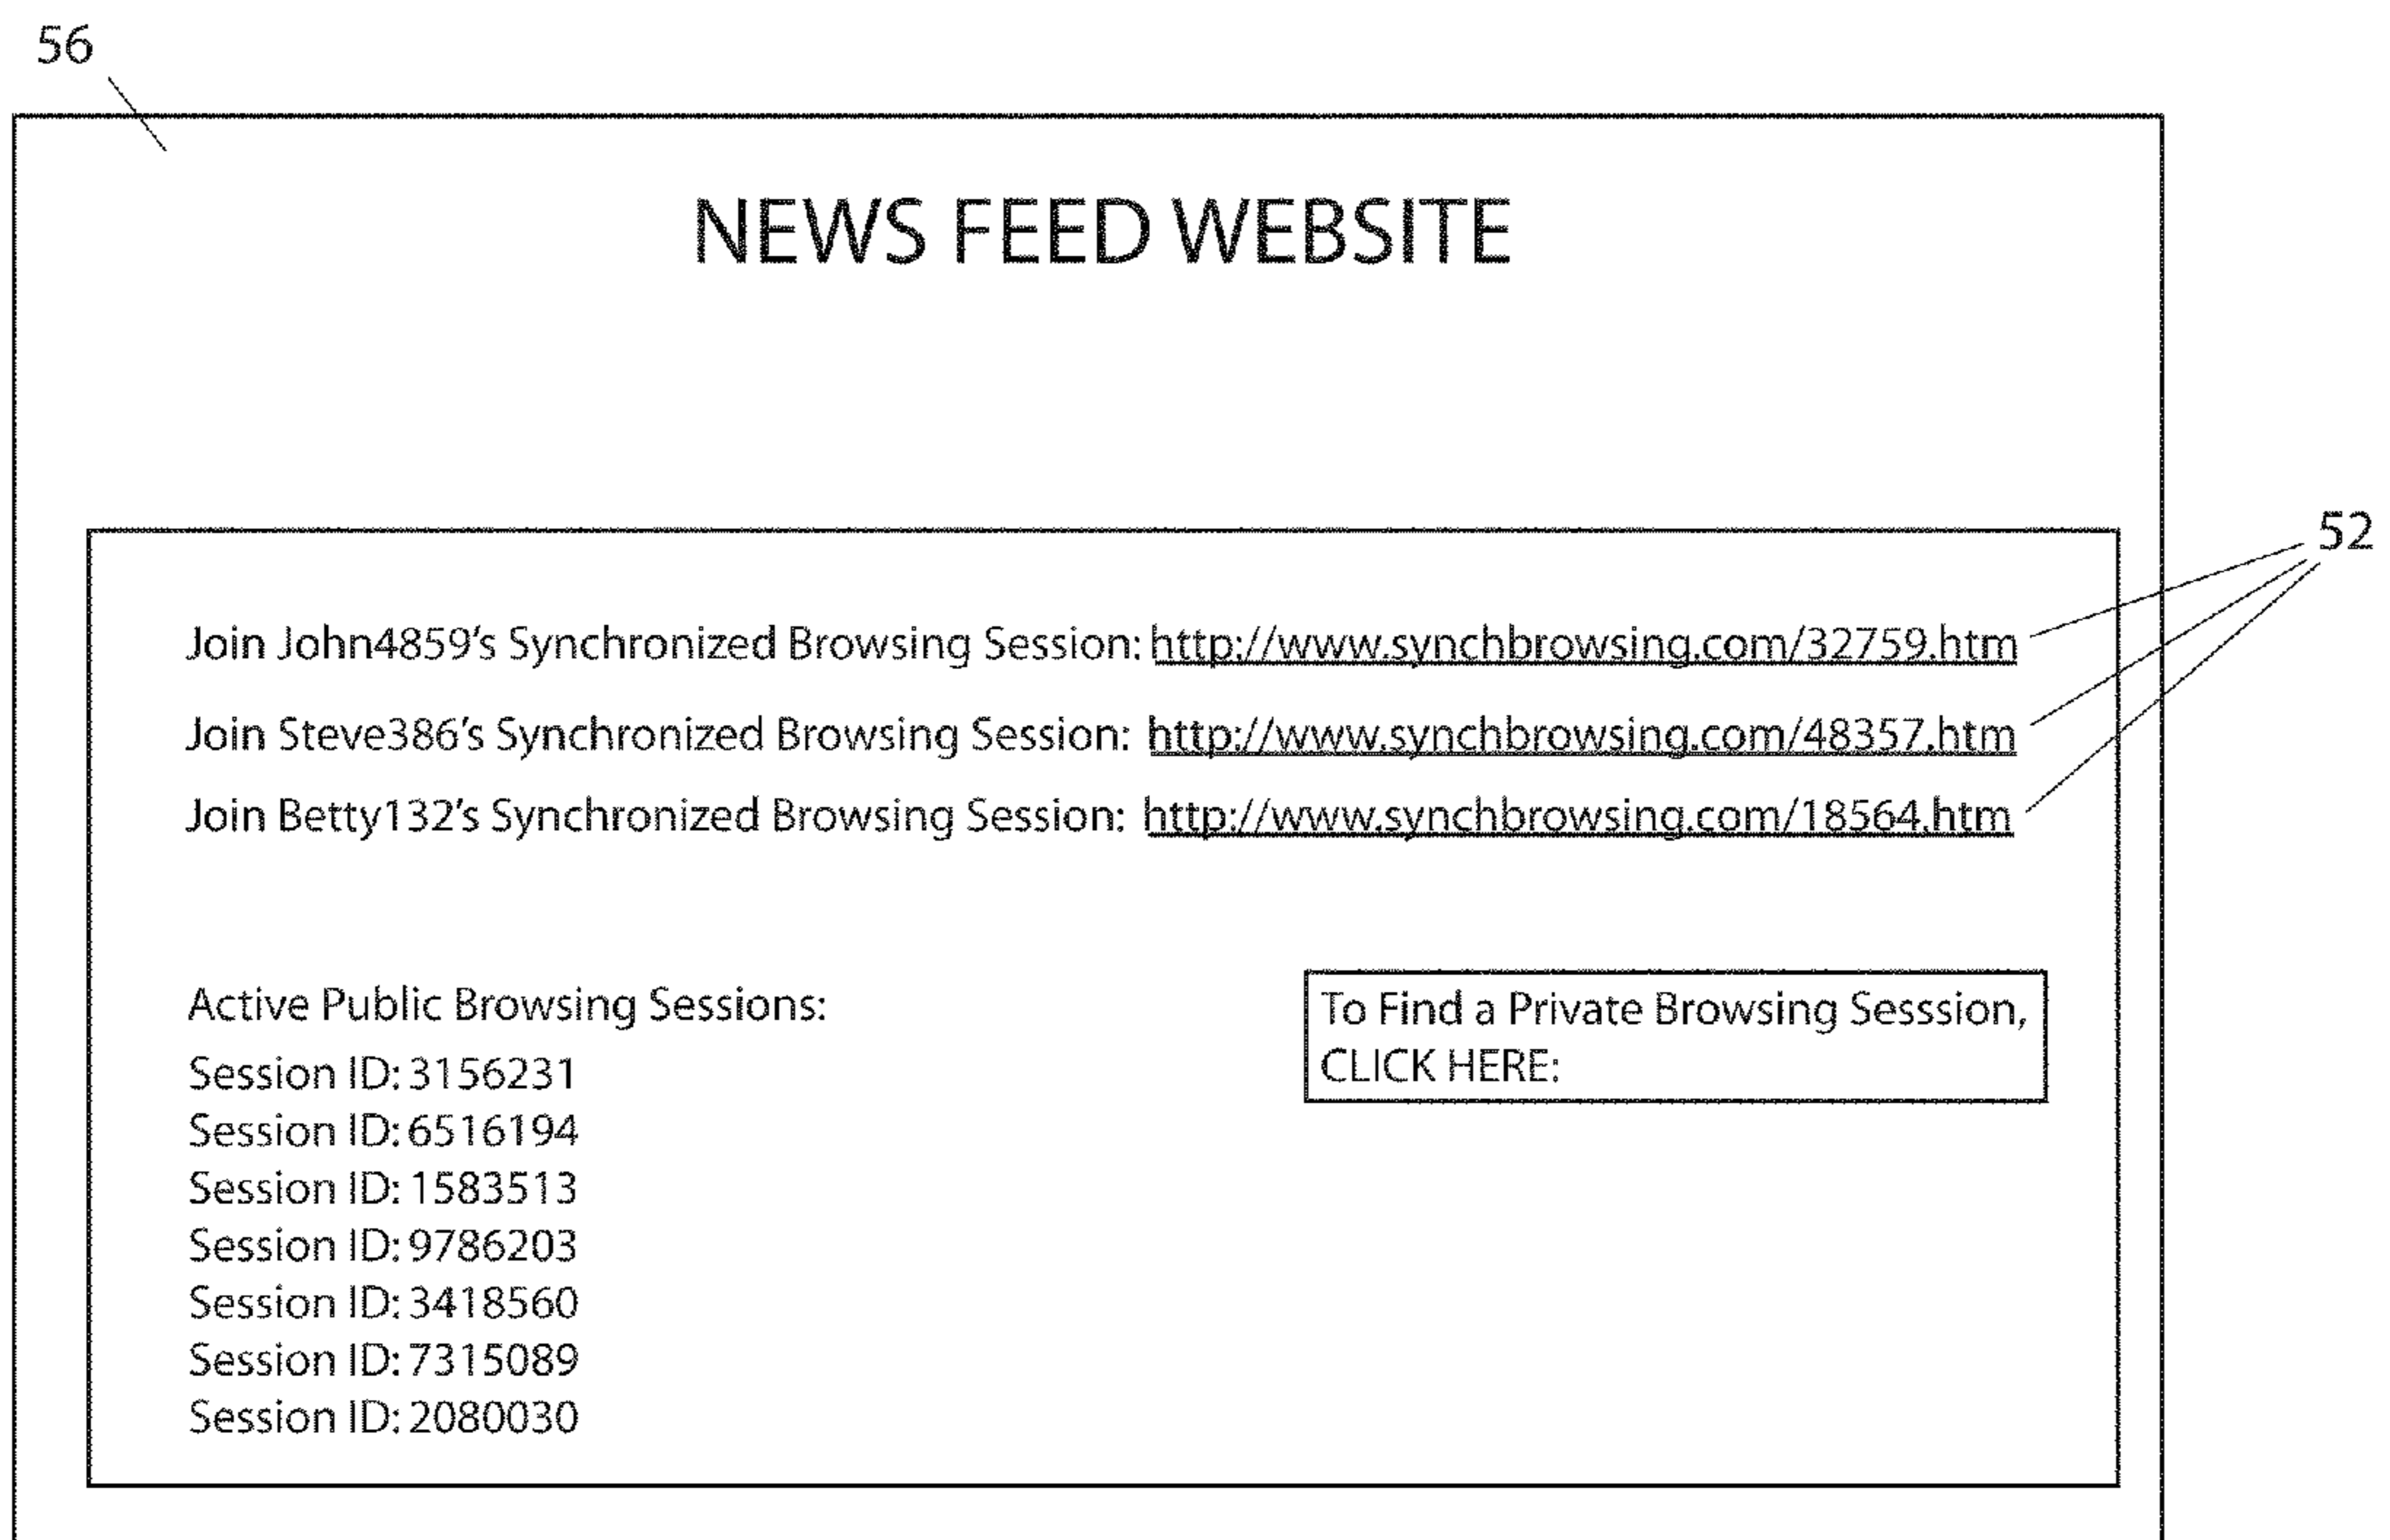 56
NEWS FEED WEBSITE
52
Join John4859's Synchronized Browsing Session: http://www.synchbrowsing.com/32759.htm
Join Steve386's Synchronized Browsing Session: http://www.synchbrowsing.com/48357.htm
Join Betty132's Synchronized Browsing Session: http://www.synchbrowsing.com/18564.htm
Active Public Browsing Sessions:
Session ID: 3156231
Session ID: 6516194
Session ID: 1583513
Session ID: 9786203
Session ID: 3418560
Session ID: 7315089
Session ID: 2080030
To Find a Private Browsing Sesssion,
CLICK HERE: